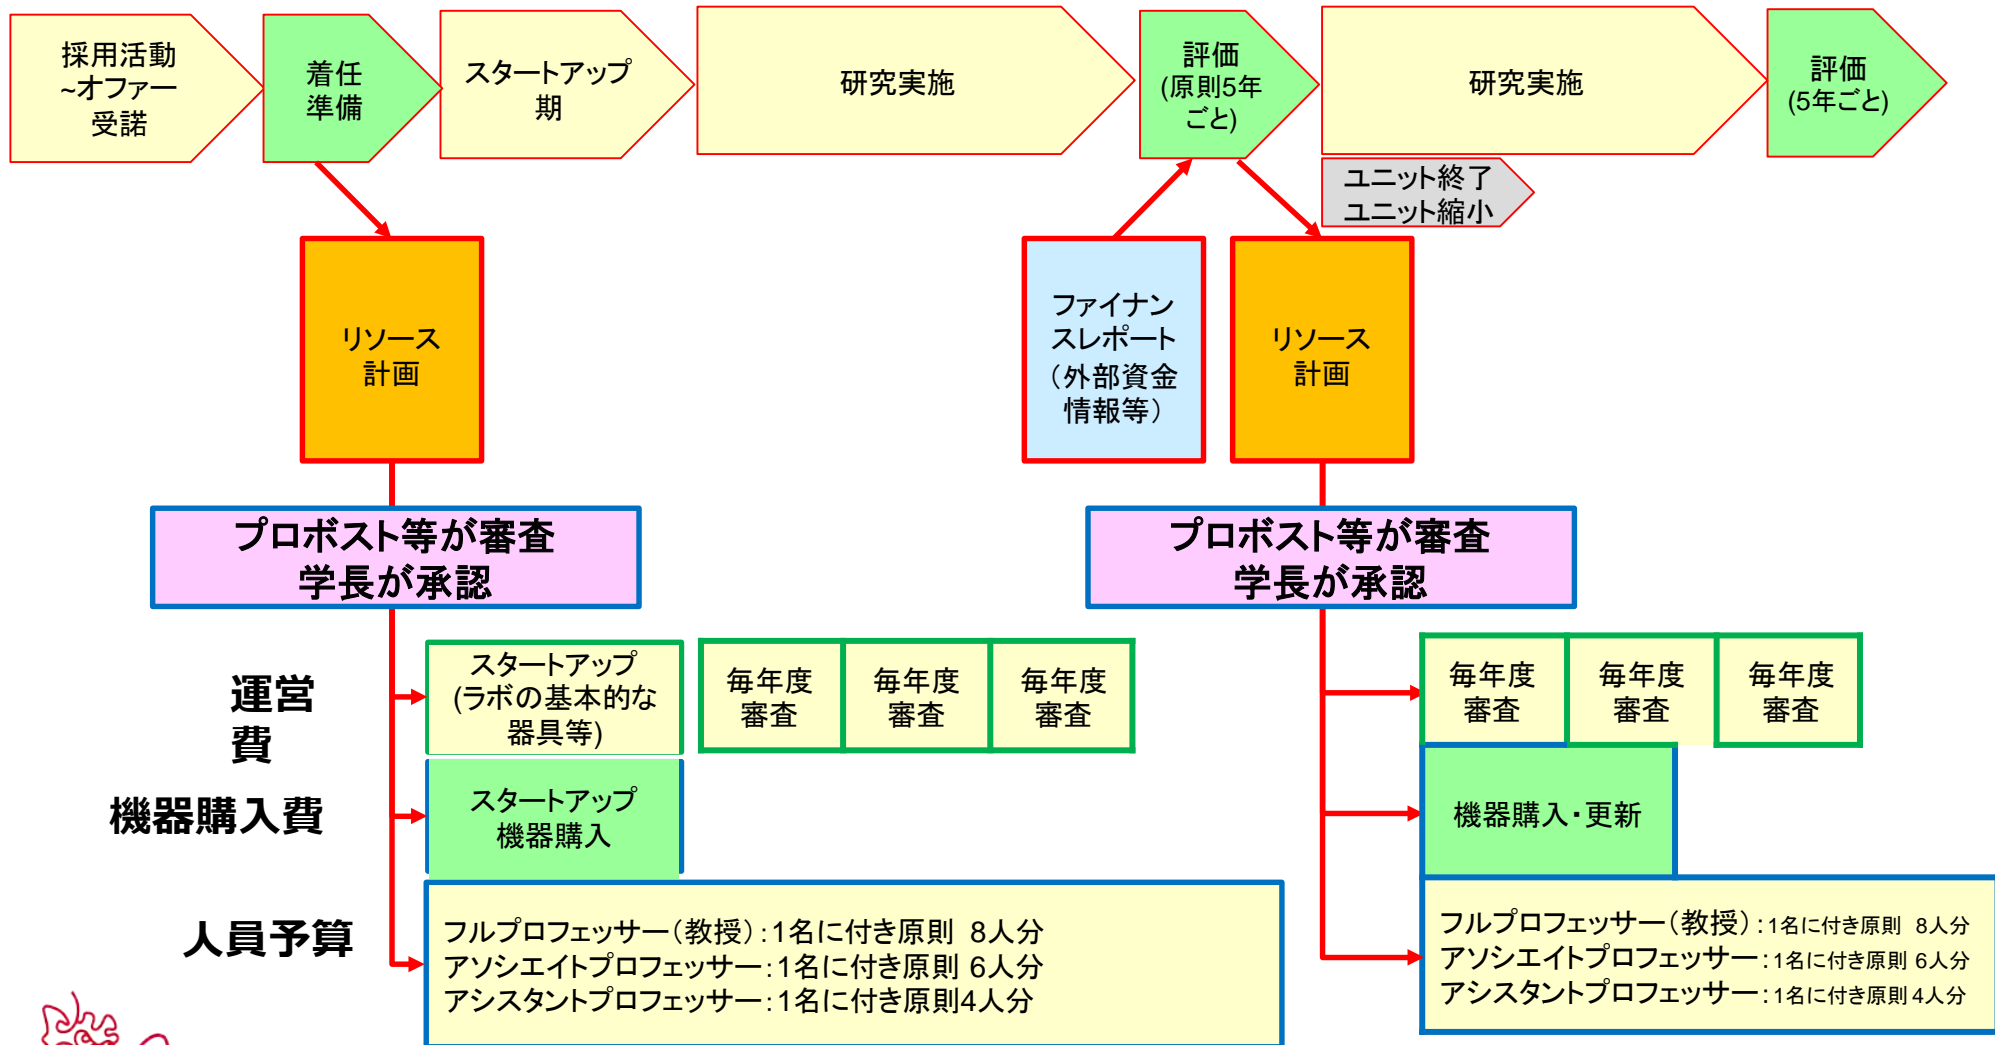 採用活動
~オファー
受諾
着任
準備
スタートアップ
期
研究実施
評価
(原則5年
ごと)
研究実施
評価
(5年ごと)
ユニット終了
ユニット縮小
リソース
計画
ファイナン
スレポート
（外部資金
情報等）
リソース
計画
プロボスト等が審査
学長が承認
プロボスト等が審査
学長が承認
運営
費
スタートアップ
(ラボの基本的な
器具等)
毎年度
審査
毎年度
審査
毎年度
審査
毎年度
審査
毎年度
審査
毎年度
審査
機器購入費
スタートアップ
機器購入
機器購入・更新
人員予算
フルプロフェッサー（教授）：1名に付き原則 8人分
アソシエイトプロフェッサー：1名に付き原則 6人分
アシスタントプロフェッサー：1名に付き原則4人分
フルプロフェッサー（教授）：1名に付き原則 8人分
アソシエイトプロフェッサー：1名に付き原則 6人分
アシスタントプロフェッサー：1名に付き原則 4人分